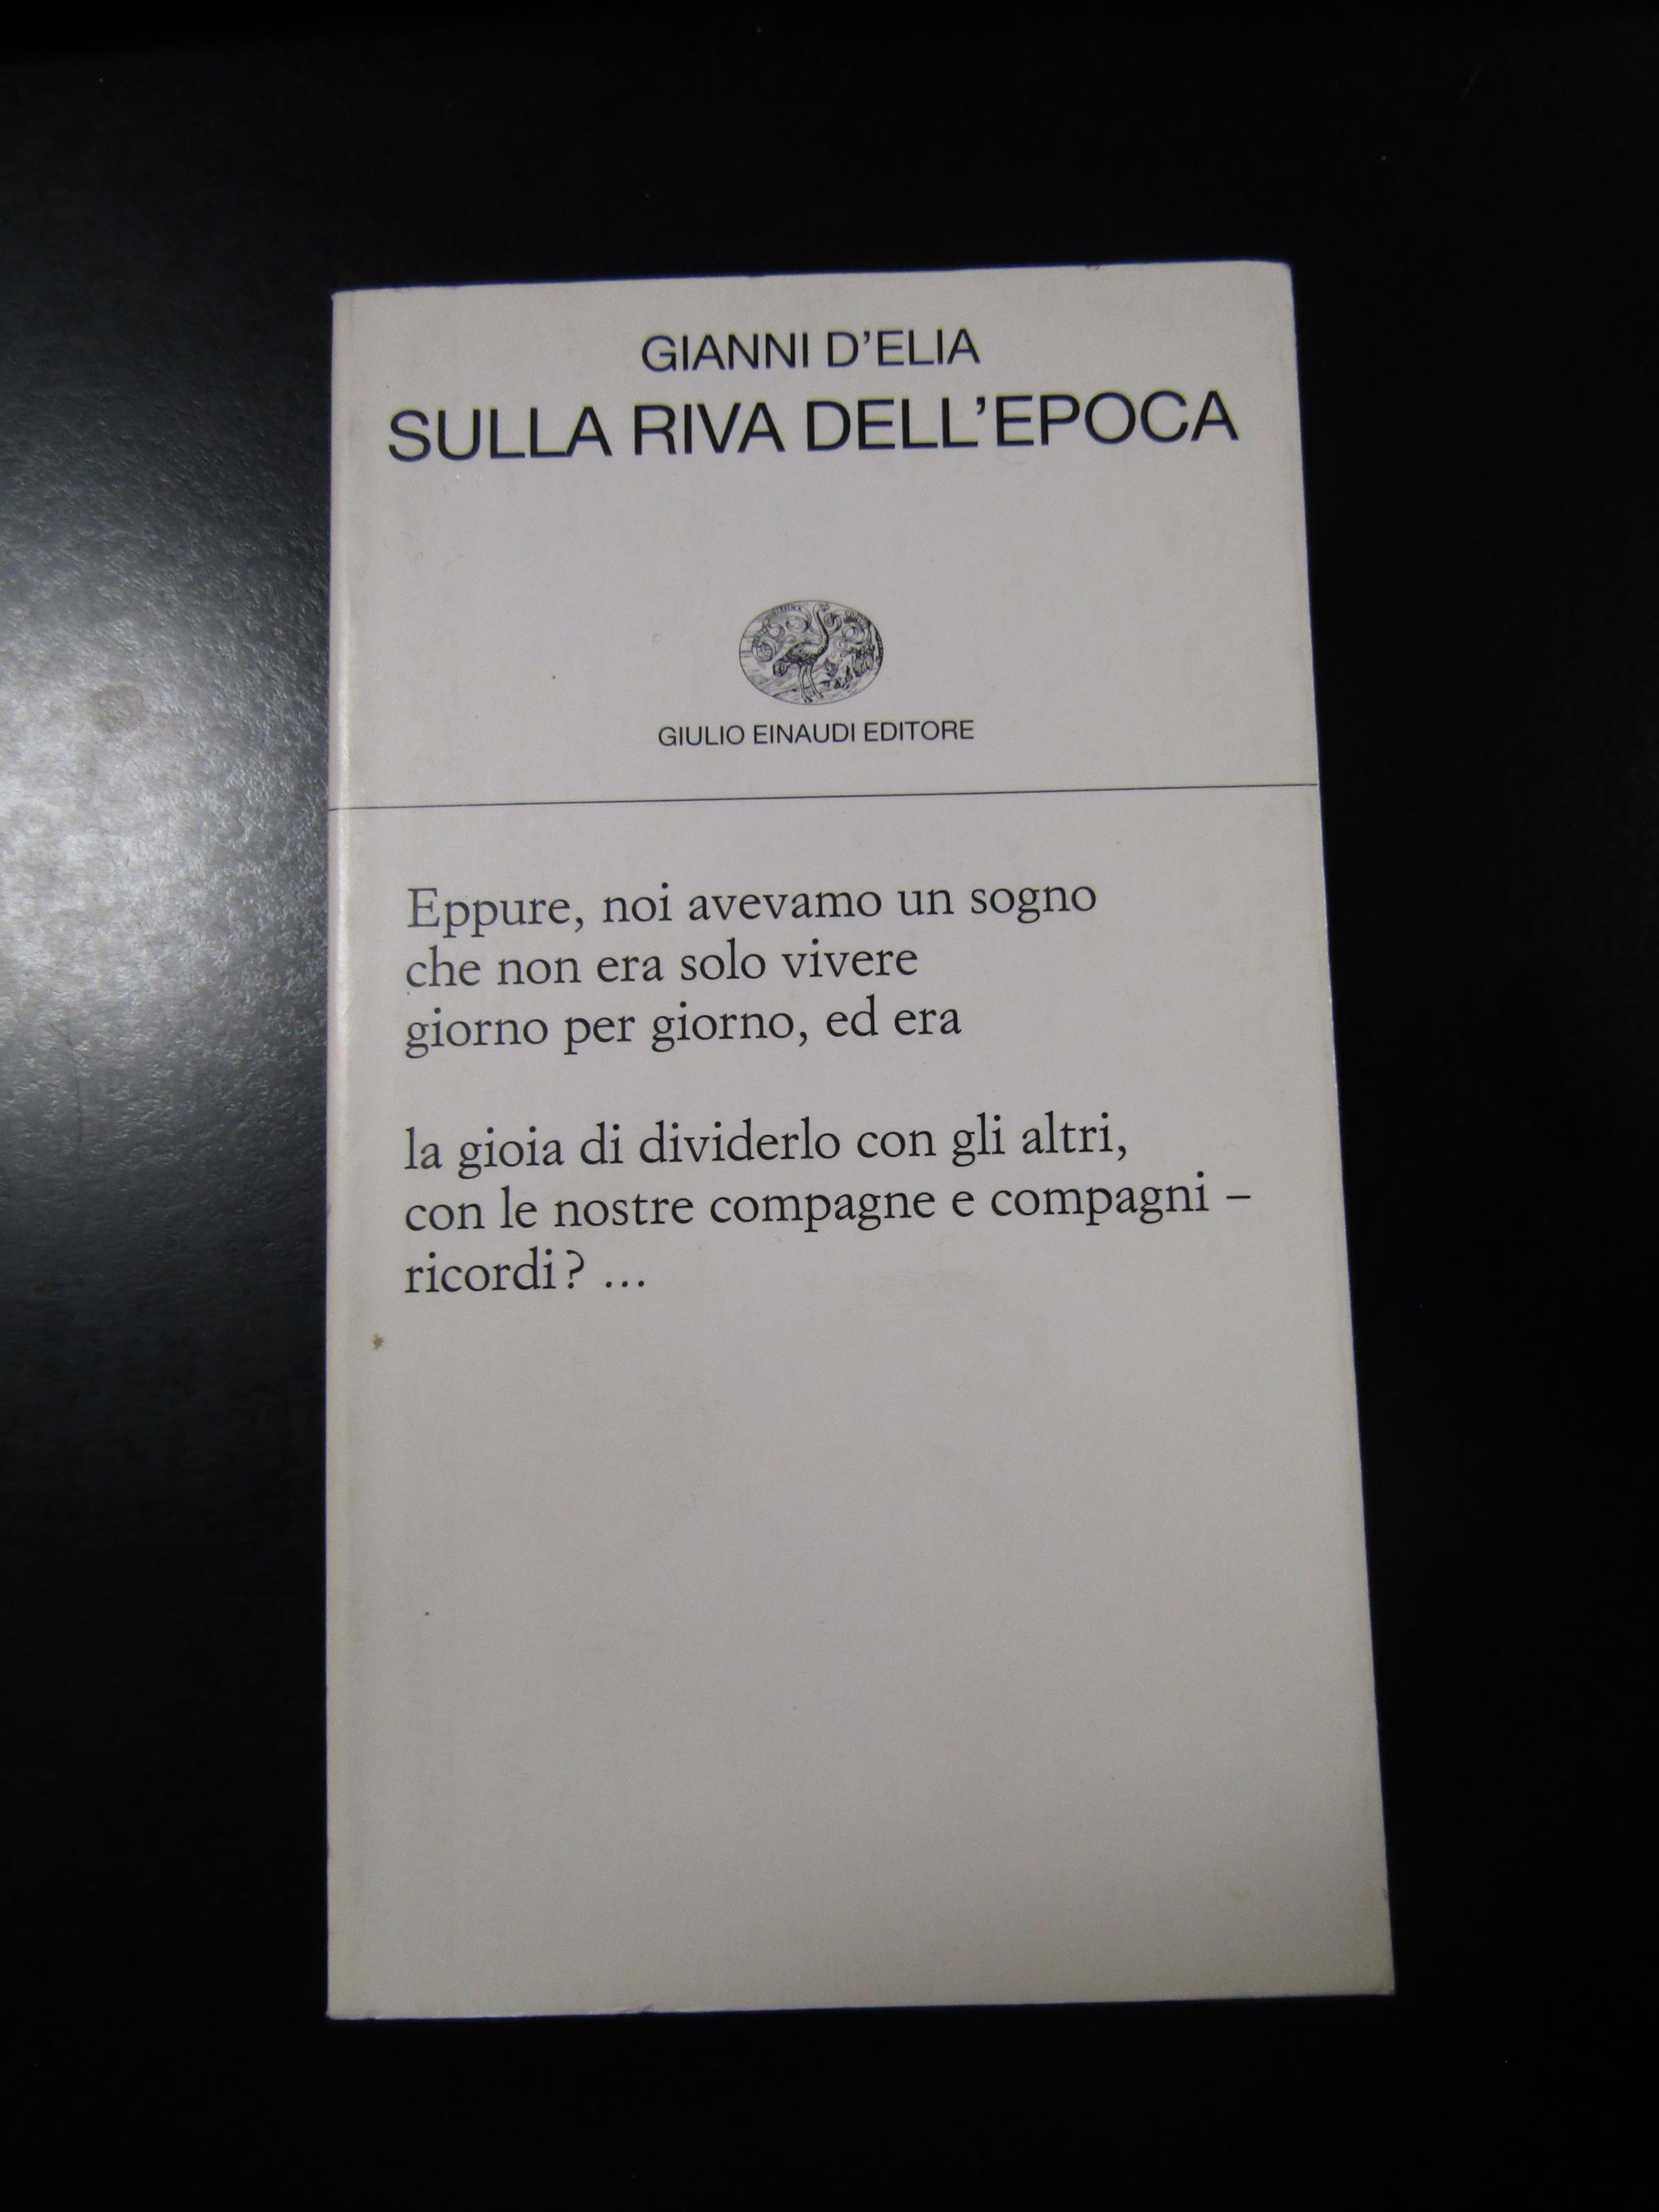 GIANNI D'ELIA
SULLA RIVA DELL'EPOCA
GIULIO EINAUDI EDITORE
Eppure, noi avevamo un sogno
che non era solo vivere
giorno per giorno, ed era
la gioia di dividerlo con gli altri,
con le nostre compagne e compagni –
ricordi? ...